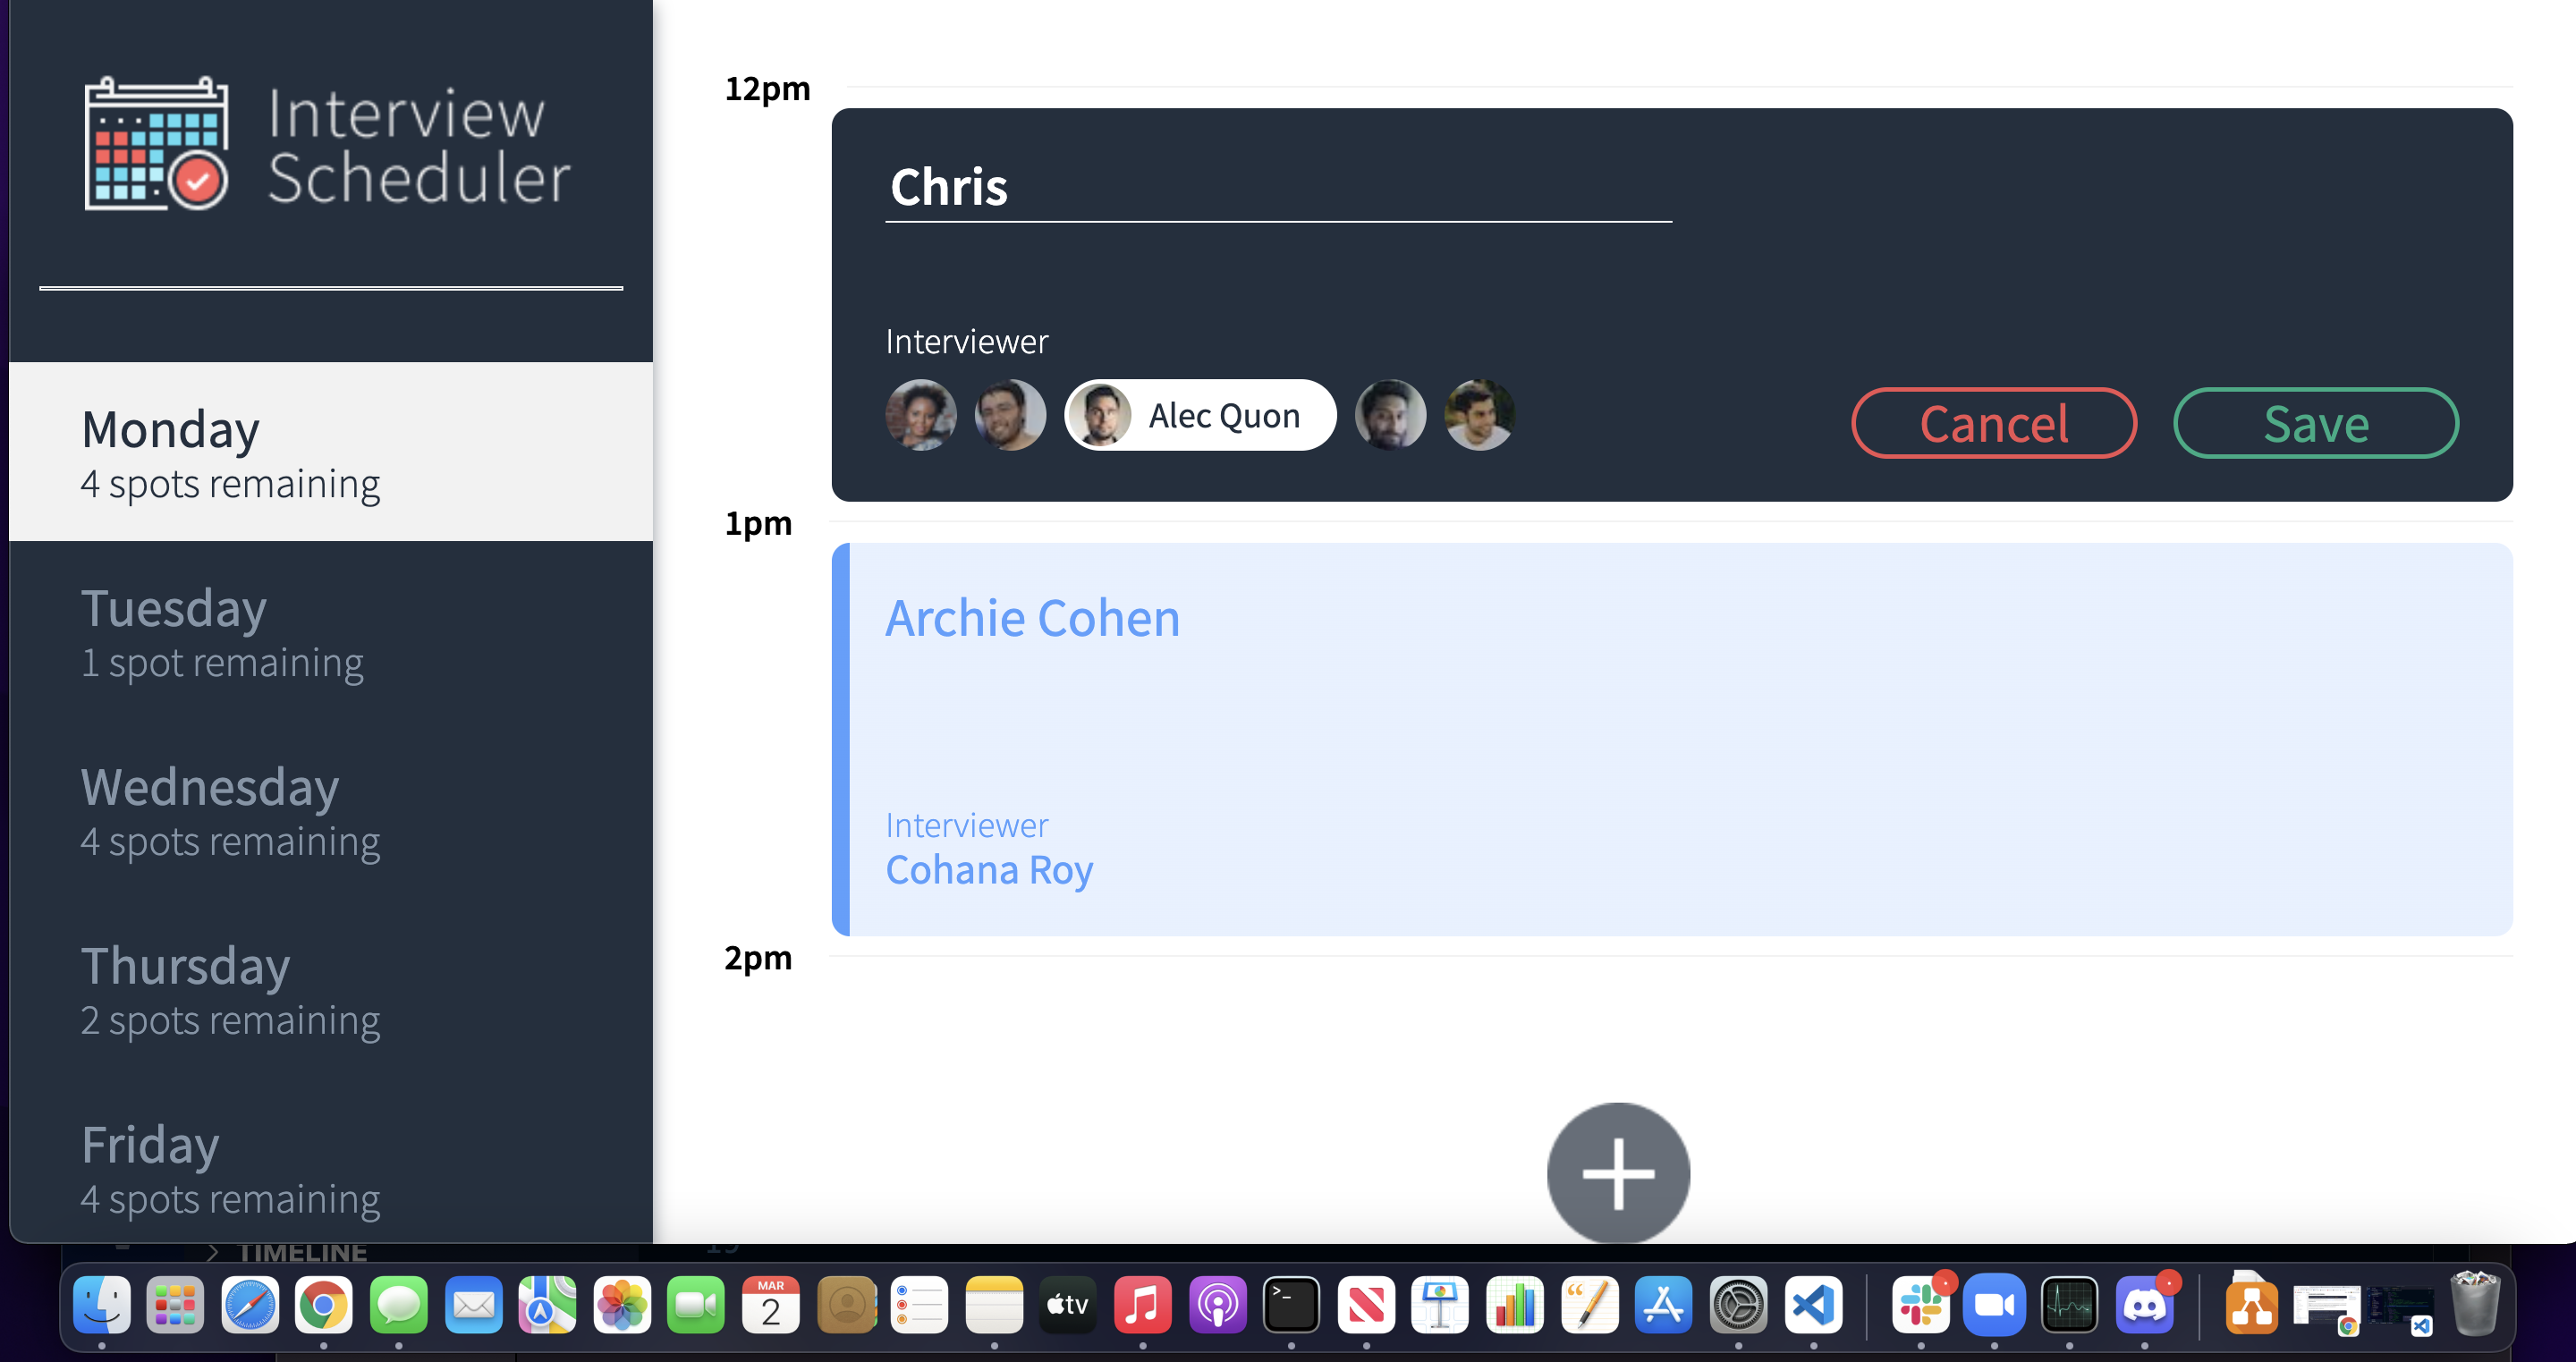 Interview
Scheduler
Monday
4 spots remaining
Tuesday
1 spot remaining
Wednesday
4 spots remaining
Thursday
2 spots remaining
Friday
4 spots remaining
12pm
Chris
Interviewer
Alec Quon
Cancel
Save
1pm
Archie Cohen
Interviewer
Cohana Roy
2pm
TIMELINE
MAR
2
tv